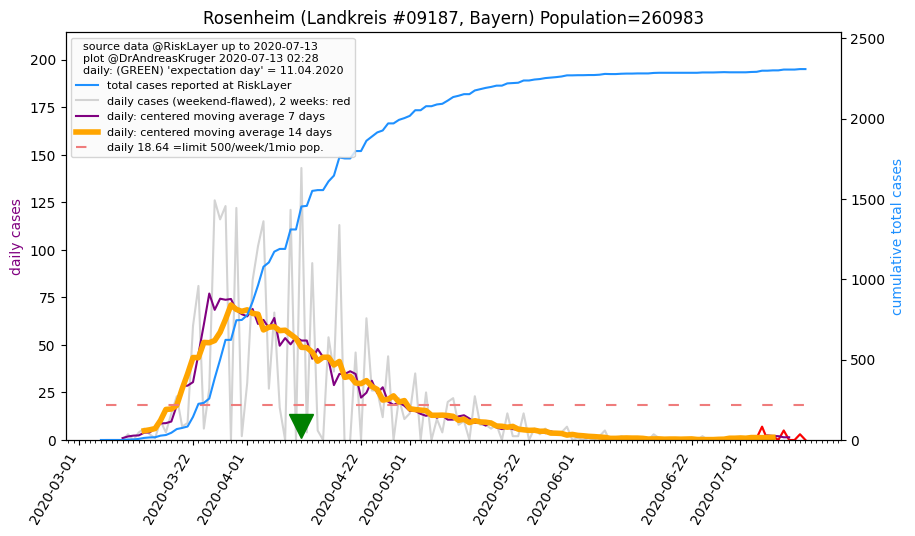 Rosenheim (Landkreis #09187, Bayern) Population=260983
source data @RiskLayer up to 2020-07-13
plot @DrAndreasKruger 2020-07-13 02:28
daily: (GREEN) 'expectation day' = 11.04.2020
total cases reported at RiskLayer
daily cases (weekend-flawed), 2 weeks: red
daily: centered moving average 7 days
daily: centered moving average 14 days
daily 18.64 =limit 500/week/1mio pop.
daily cases
200
175
150
125
100
75
50
25
0
cumulative total cases
2500
2000
1500
1000
500
0
2020-03-01
2020-03-22
2020-04-01
2020-04-22
2020-05-01
2020-05-22
2020-06-01
2020-06-22
2020-07-01